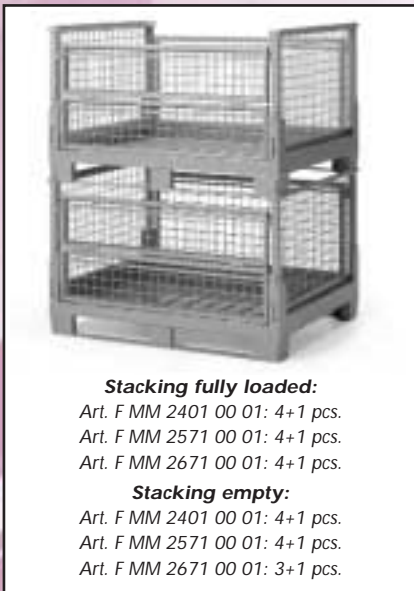 Stacking fully loaded:
Art. F MM 2401 00 01: 4+1 pcs.
Art. F MM 2571 00 01: 4+1 pcs.
Art. F MM 2671 00 01: 4+1 pcs.
Stacking empty:
Art. F MM 2401 00 01: 4+1 pcs.
Art. F MM 2571 00 01: 4+1 pcs.
Art. F MM 2671 00 01: 3+1 pcs.